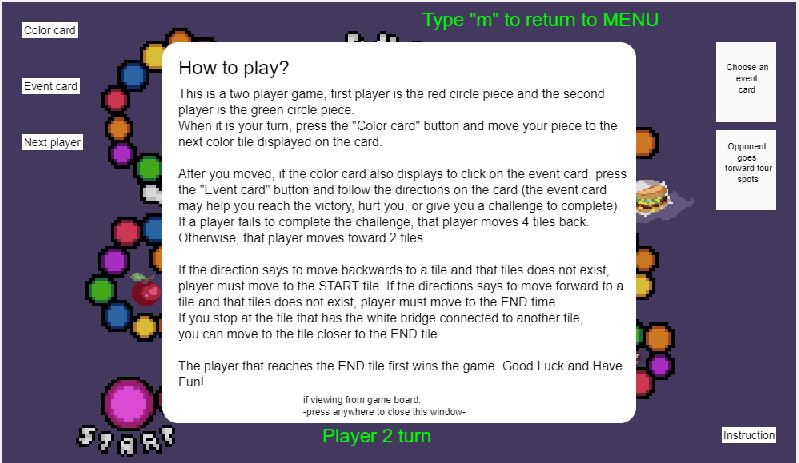 Type "m" to return to MENU
Color card
Event card
Next player
Choose an
event
card
Opponent
goes
forward four
spots
How to play?
This is a two player game, first player is the red circle piece and the second
player is the green circle piece.
When it is your turn, press the "Color card" button and move your piece to the
next color tile displayed on the card.
After you moved, if the color card also displays to click on the event card, press
the "Event card" button and follow the directions on the card (the event card
may help you reach the victory, hurt you, or give you a challenge to complete).
If a player fails to complete the challenge, that player moves 4 tiles back.
Otherwise, that player moves toward 2 tiles.
If the direction says to move backwards to a tile and that tiles does not exist,
player must move to the START tile. If the directions says to move forward to a
tile and that tiles does not exist, player must move to the END time.
If you stop at the tile that has the white bridge connected to another tile,
you can move to the tile closer to the END tile.
The player that reaches the END tile first wins the game. Good Luck and Have
Fun!
if viewing from game board:
-press anywhere to close this window-
START
Player 2 turn
Instruction